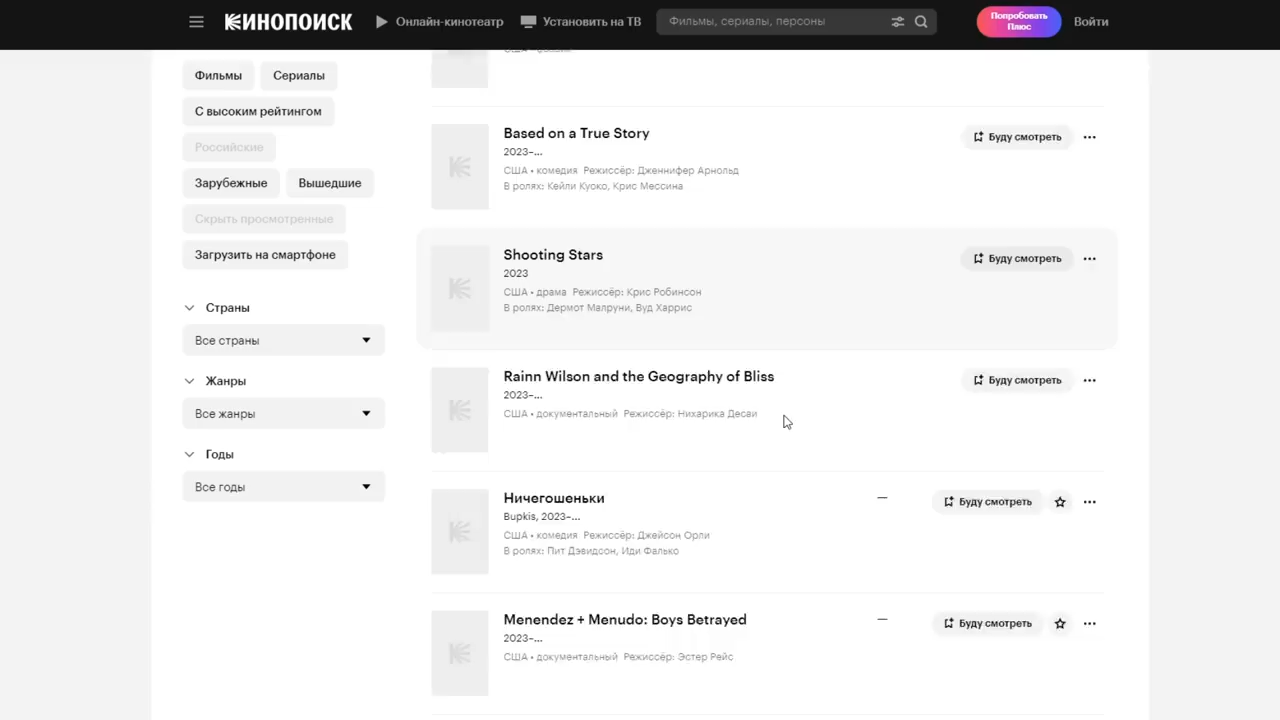 КИНОПОИСК
Онлайн-кинотеатр
Установить на ТВ
Фильмы, сериалы, персоны
Попробовать
Плюс
Войти
Фильмы
Сериалы
С высоким рейтингом
Российские
Зарубежные
Вышедшие
Скрыть просмотренные
Загрузить на смартфоне
Страны
Все страны
Жанры
Все жанры
Годы
Все годы
Based on a True Story
2023–...
США • комедия Режиссёр: Дженнифер Арнольд
В ролях: Кейли Куоко, Крис Мессина
Буду смотреть
Shooting Stars
2023
США • драма Режиссёр: Крис Робинсон
В ролях: Дермот Малруни, Вуд Харрис
Буду смотреть
Rainn Wilson and the Geography of Bliss
2023–...
США • документальный Режиссёр: Нихарика Десаи
Буду смотреть
Ничегошеньки
Bupkis, 2023–...
США • комедия Режиссёр: Джейсон Орли
В ролях: Пит Дэвидсон, Иди Фалько
—
Буду смотреть
Menendez + Menudo: Boys Betrayed
2023–...
США • документальный Режиссёр: Эстер Рейс
—
Буду смотреть